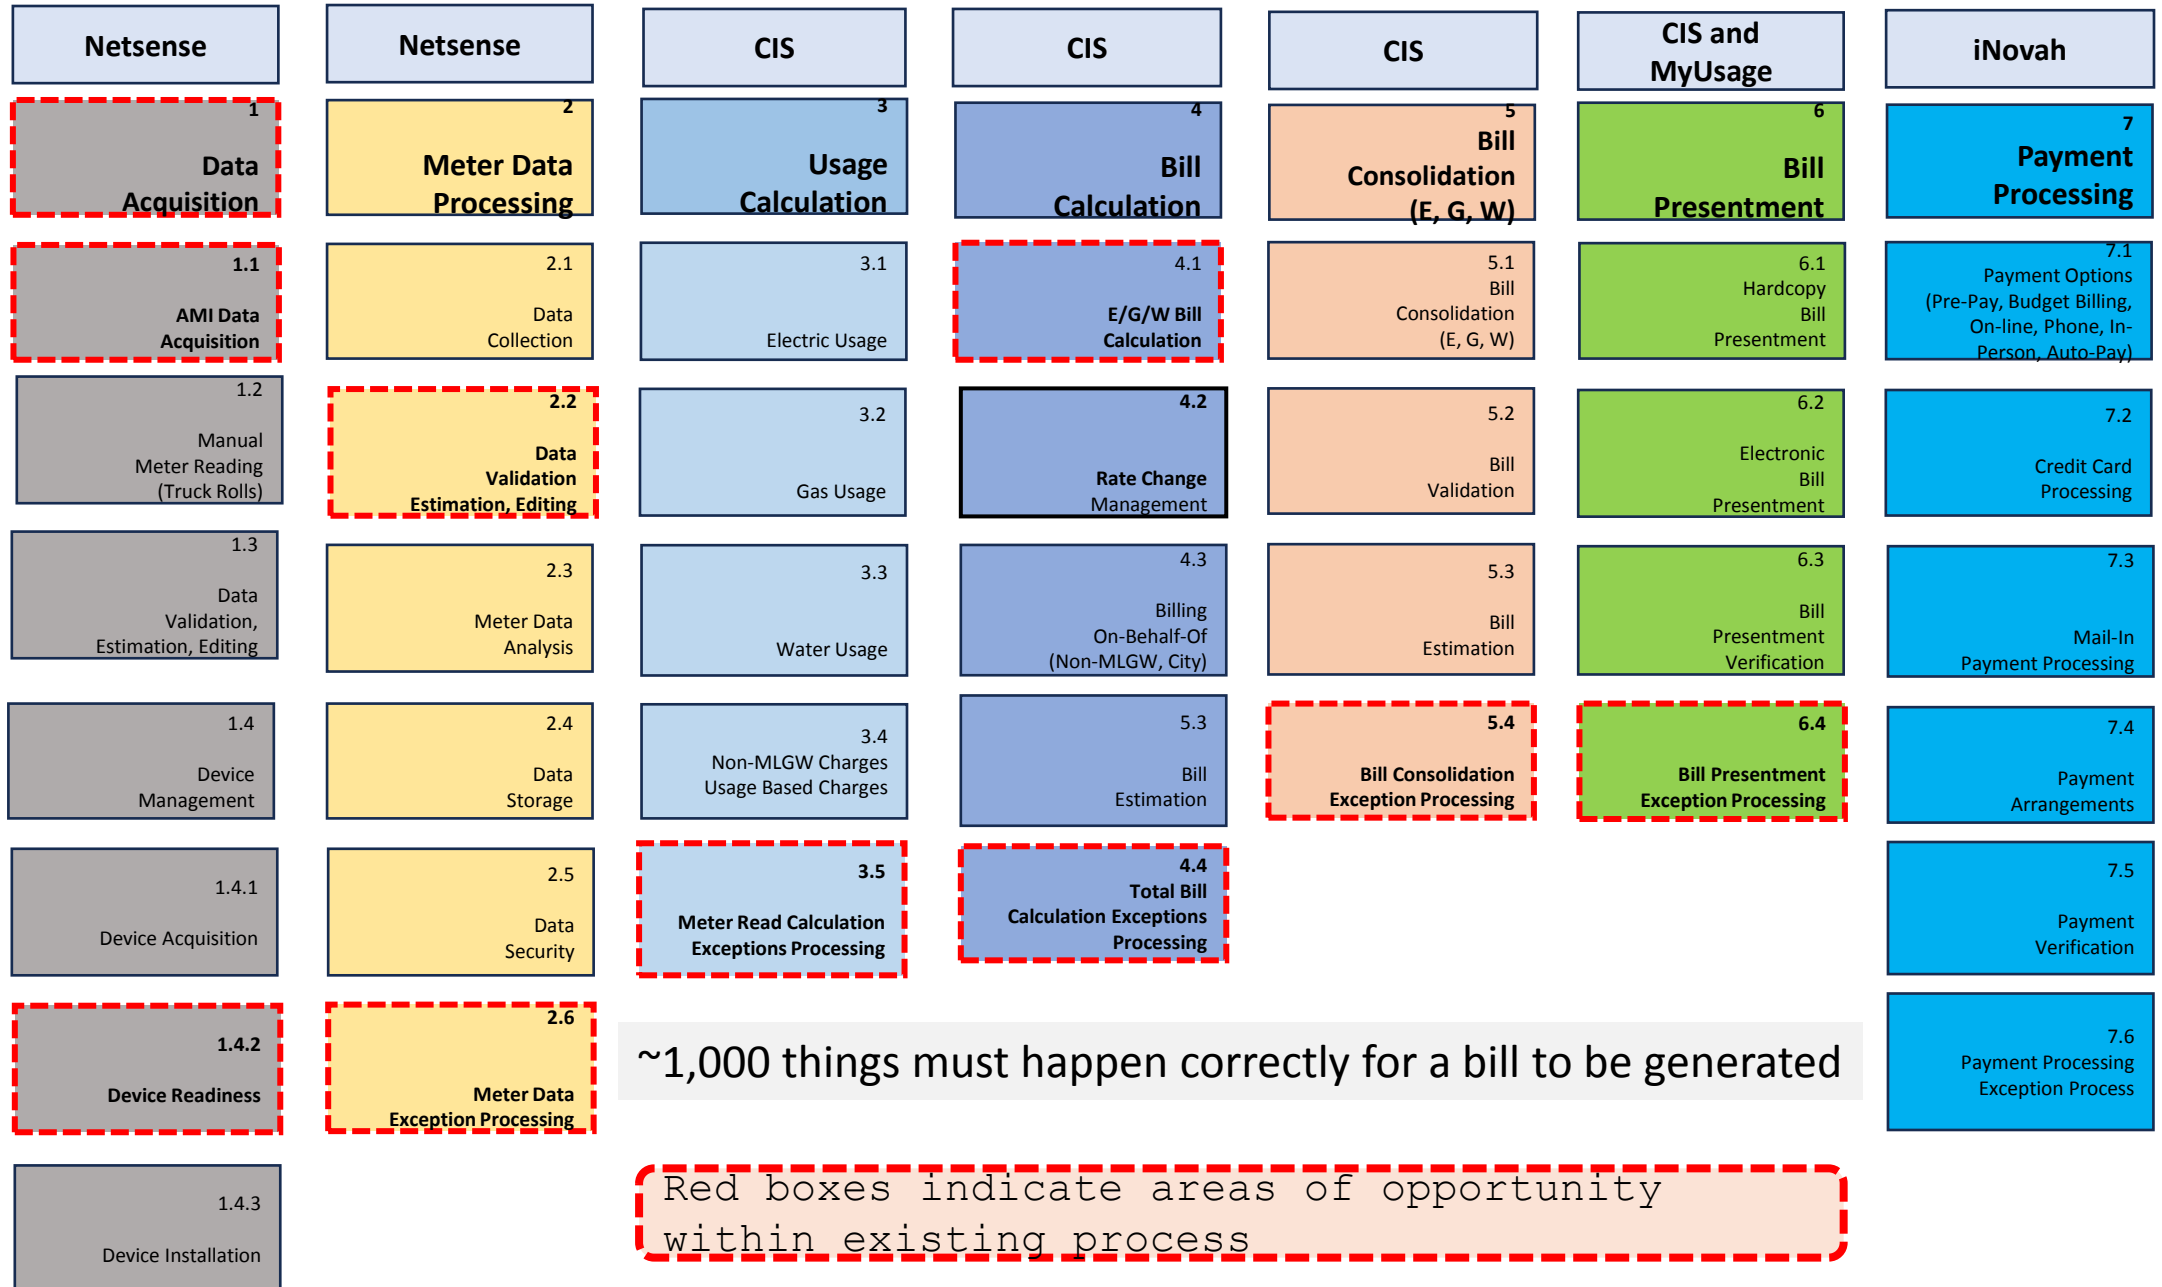 Netsense
1
Data
Acquisition
1.1
AMI Data
Acquisition
1.2
Manual
Meter Reading
(Truck Rolls)
1.3
Data
Validation,
Estimation, Editing
1.4
Device
Management
1.4.1
Device Acquisition
1.4.2
Device Readiness
1.4.3
Device Installation
Netsense
2
Meter Data
Processing
2.1
Data
Collection
2.2
Data
Validation
Estimation, Editing
2.3
Meter Data
Analysis
2.4
Data
Storage
2.5
Data
Security
2.6
Meter Data
Exception Processing
CIS
3
Usage
Calculation
3.1
Electric Usage
3.2
Gas Usage
3.3
Water Usage
3.4
Non-MLGW Charges
Usage Based Charges
3.5
Meter Read Calculation
Exceptions Processing
CIS
4
Bill
Calculation
4.1
E/G/W Bill
Calculation
4.2
Rate Change
Management
4.3
Billing
On-Behalf-Of
(Non-MLGW, City)
5.3
Bill
Estimation
4.4
Total Bill
Calculation Exceptions
Processing
CIS
5
Bill
Consolidation
(E, G, W)
5.1
Bill
Consolidation
(E, G, W)
5.2
Bill
Validation
5.3
Bill
Estimation
5.4
Bill Consolidation
Exception Processing
CIS and
MyUsage
6
Bill
Presentment
6.1
Hardcopy
Bill
Presentment
6.2
Electronic
Bill
Presentment
6.3
Bill
Presentment
Verification
6.4
Bill Presentment
Exception Processing
iNovah
7
Payment
Processing
7.1
Payment Options
(Pre-Pay, Budget Billing,
On-line, Phone, In-
Person, Auto-Pay)
7.2
Credit Card
Processing
7.3
Mail-In
Payment Processing
7.4
Payment
Arrangements
7.5
Payment
Verification
7.6
Payment Processing
Exception Process
~1,000 things must happen correctly for a bill to be generated
Red boxes indicate areas of opportunity
within existing process